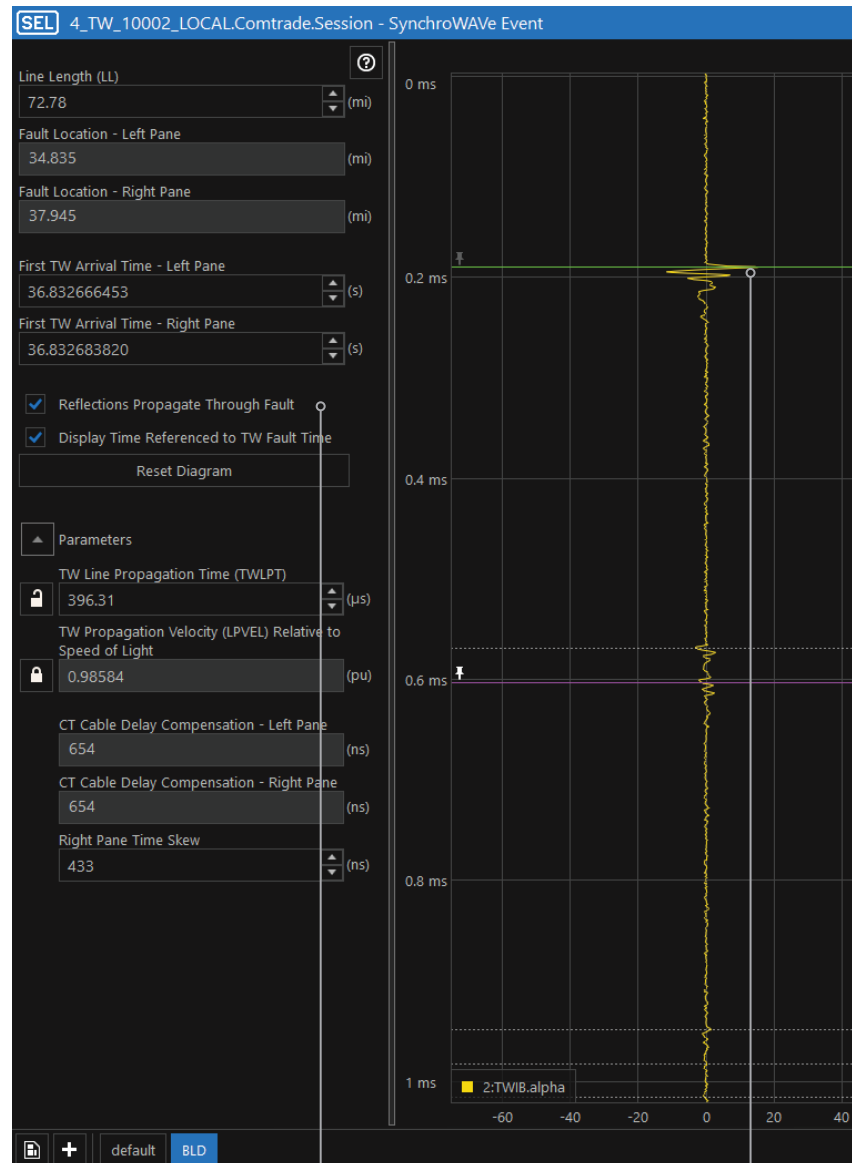 SEL 4_TW_10002_LOCAL.Comtrade.Session - SynchroWAVe Event
?
Line Length (LL)
72.78 (mi)
Fault Location - Left Pane
34.835 (mi)
Fault Location - Right Pane
37.945 (mi)
First TW Arrival Time - Left Pane
36.832666453 (s)
First TW Arrival Time - Right Pane
36.832683820 (s)
Reflections Propagate Through Fault
Display Time Referenced to TW Fault Time
Reset Diagram
Parameters
TW Line Propagation Time (TWLPT)
396.31 (µs)
TW Propagation Velocity (LPVEL) Relative to
Speed of Light
0.98584 (pu)
CT Cable Delay Compensation - Left Pane
654 (ns)
CT Cable Delay Compensation - Right Pane
654 (ns)
Right Pane Time Skew
433 (ns)
default BLD
0 ms
0.2 ms
0.4 ms
0.6 ms
0.8 ms
1 ms
2:TWIB.alpha
-60 -40 -20 0 20 40